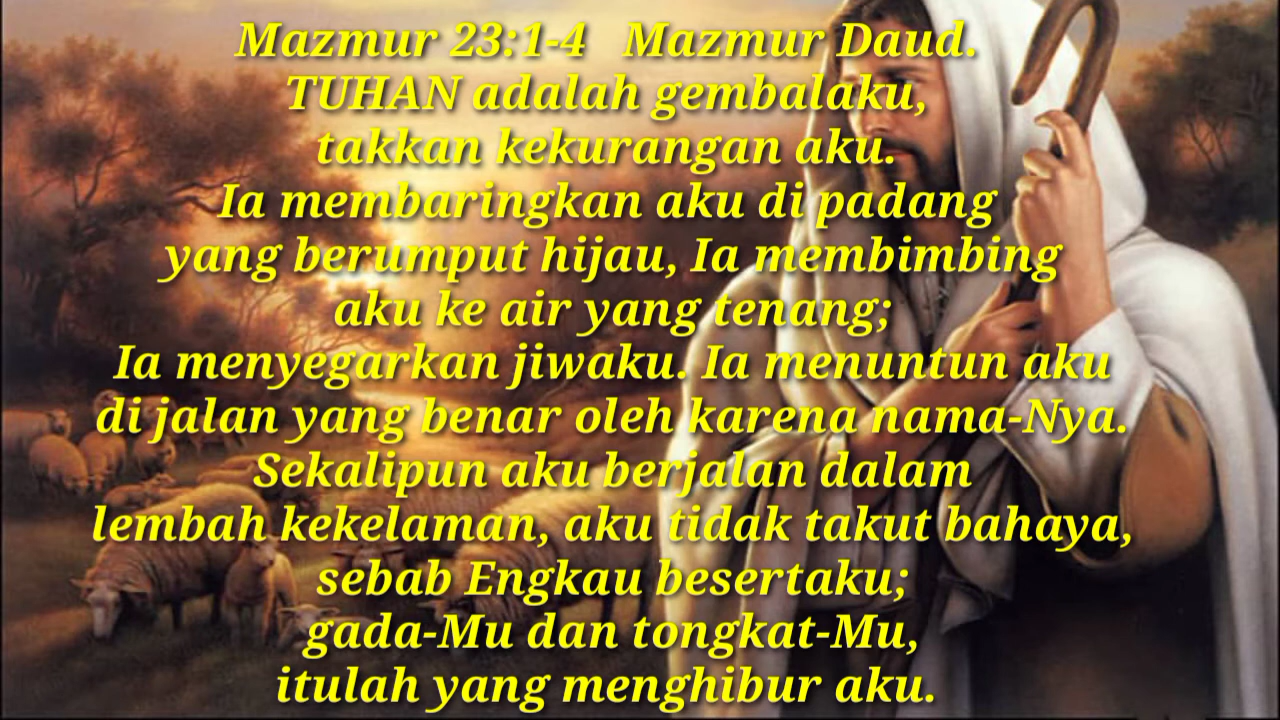 Mazmur 23:1-4   Mazmur Daud.
TUHAN adalah gembalaku,
takkan kekurangan aku.
Ia membaringkan aku di padang
yang berumput hijau, Ia membimbing
aku ke air yang tenang;
Ia menyegarkan jiwaku. Ia menuntun aku
di jalan yang benar oleh karena nama-Nya.
Sekalipun aku berjalan dalam
lembah kekelaman, aku tidak takut bahaya,
sebab Engkau besertaku;
gada-Mu dan tongkat-Mu,
itulah yang menghibur aku.